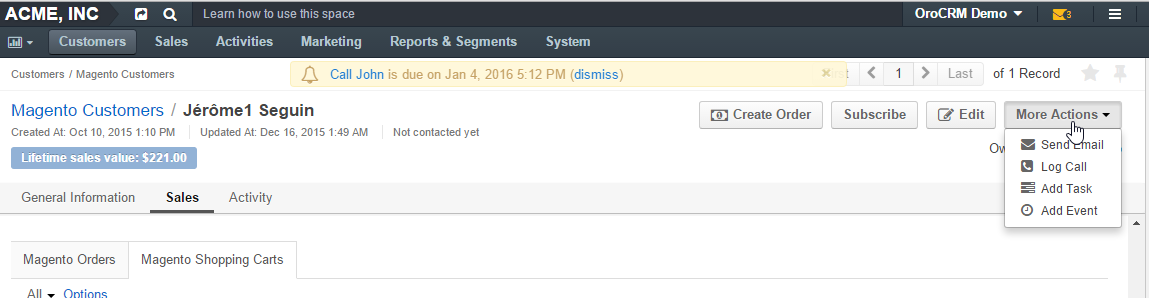 ACME, INC Learn how to use this space OroCRM Demo 3
Customers Sales Activities Marketing Reports & Segments System
Customers / Magento Customers Call John is due on Jan 4, 2016 5:12 PM (dismiss) × 1 Last of 1 Record
Magento Customers / Jérôme1 Seguin Create Order Subscribe Edit More Actions
Created At: Oct 10, 2015 1:10 PM Updated At: Dec 16, 2015 1:49 AM Not contacted yet
Send Email
Lifetime sales value: $221.00
Log Call
Add Task
General Information Sales Activity
Add Event
Magento Orders Magento Shopping Carts
All Options